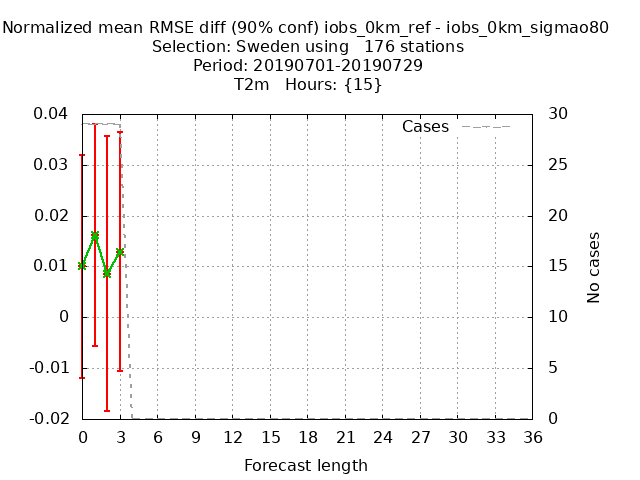 Normalized mean RMSE diff (90% conf) iobs_0km_ref - iobs_0km_sigmao80
Selection: Sweden using   176 stations
Period: 20190701-20190729
T2m   Hours: {15}
Cases
0.04
0.03
0.02
0.01
0
-0.01
-0.02
30
25
20
15
10
5
0
No cases
0 3 6 9 12 15 18 21 24 27 30 33 36
Forecast length